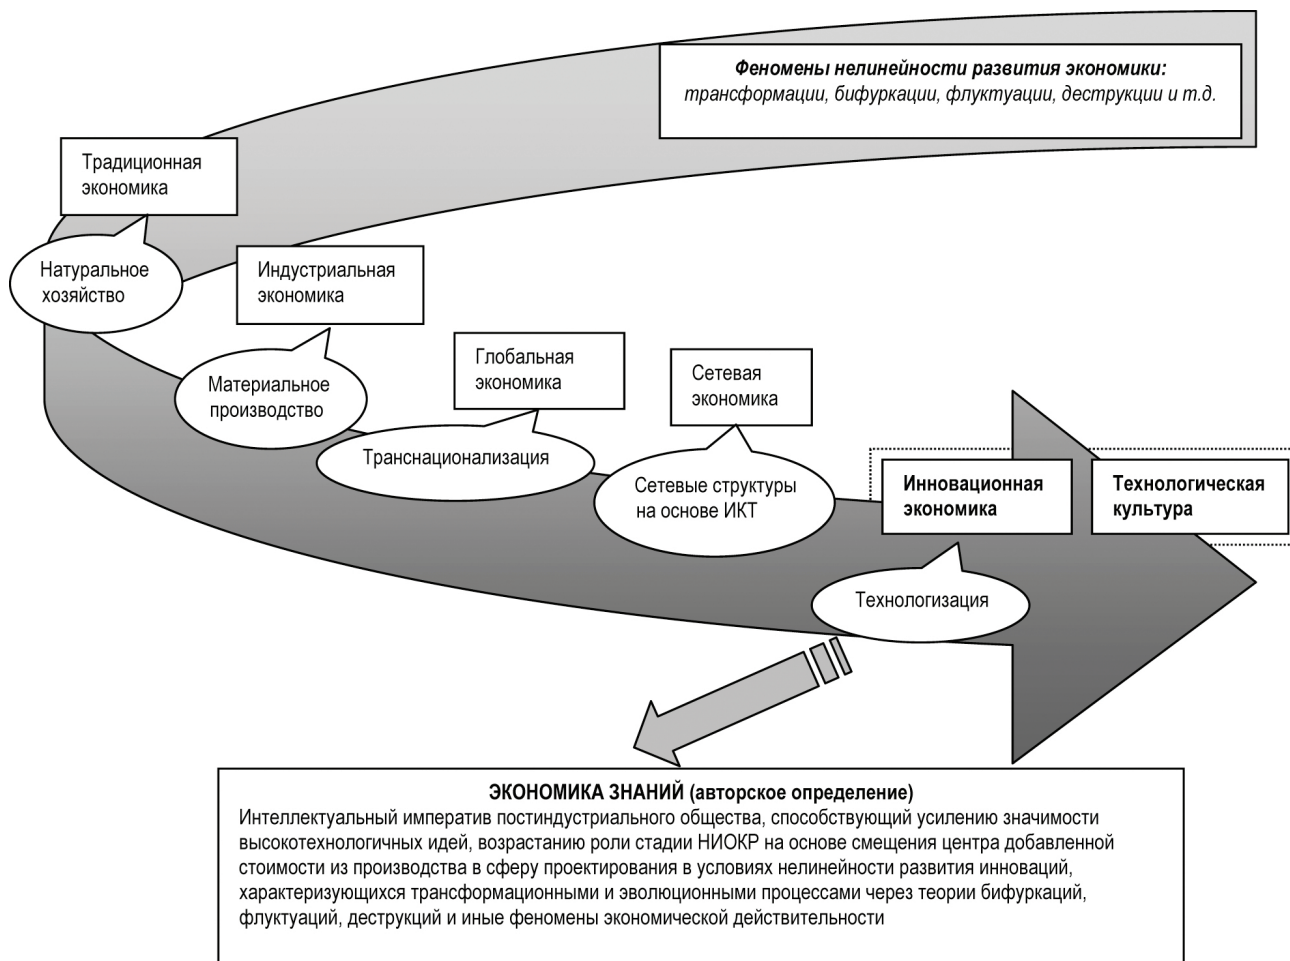 Феномены нелинейности развития экономики:
трансформации, бифуркации, флуктуации, деструкции и т.д.
Традиционная
экономика
Натуральное
хозяйство
Индустриальная
экономика
Материальное
производство
Глобальная
экономика
Транснационализация
Сетевая
экономика
Сетевые структуры
на основе ИКТ
Инновационная
экономика
Технологическая
культура
Технологизация
ЭКОНОМИКА ЗНАНИЙ (авторское определение)
Интеллектуальный императив постиндустриального общества, способствующий усилению значимости
высокотехнологичных идей, возрастанию роли стадии НИОКР на основе смещения центра добавленной
стоимости из производства в сферу проектирования в условиях нелинейности развития инноваций,
характеризующихся трансформационными и эволюционными процессами через теории бифуркаций,
флуктуаций, деструкций и иные феномены экономической действительности